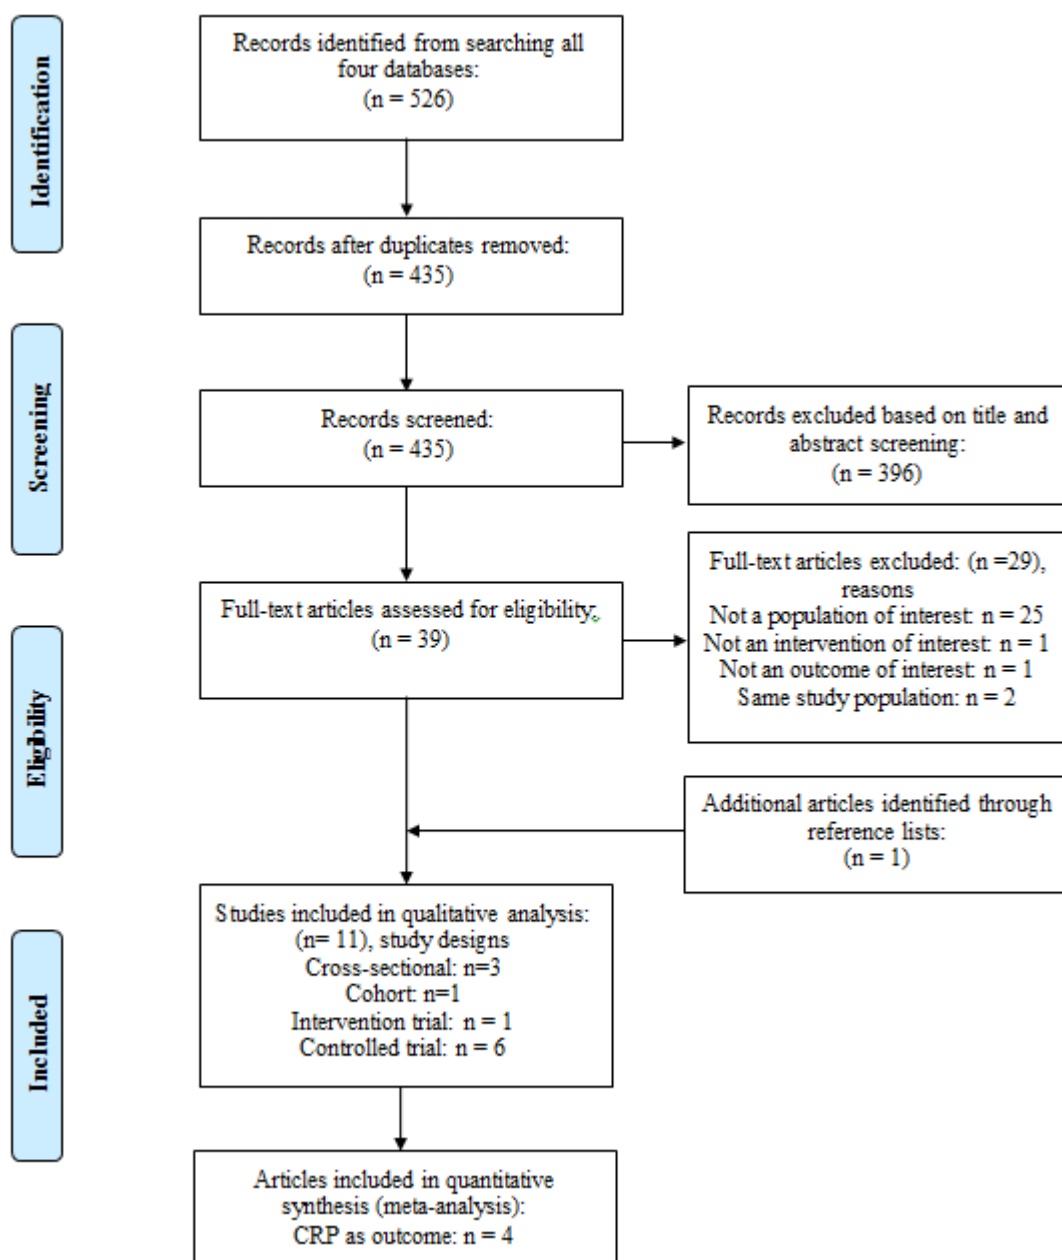 Identification
Records identified from searching all
four databases:
(n = 526)
Records after duplicates removed:
(n = 435)
Screening
Records screened:
(n = 435)
Records excluded based on title and
abstract screening:
(n = 396)
Eligibility
Full-text articles assessed for eligibility:
(n = 39)
Full-text articles excluded: (n =29),
reasons
Not a population of interest: n = 25
Not an intervention of interest: n = 1
Not an outcome of interest: n = 1
Same study population: n = 2
Additional articles identified through
reference lists:
(n = 1)
Included
Studies included in qualitative analysis:
(n= 11), study designs
Cross-sectional: n=3
Cohort: n=1
Intervention trial: n = 1
Controlled trial: n = 6
Articles included in quantitative
synthesis (meta-analysis):
CRP as outcome: n = 4